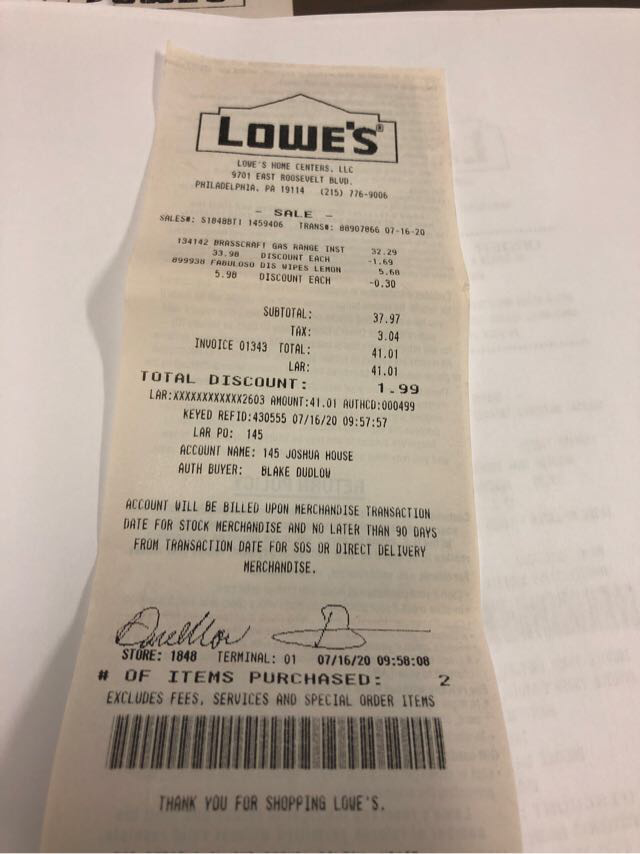 LOWE'S®
LOWE'S HOME CENTERS, LLC
9701 EAST ROOSEVELT BLVD.
PHILADELPHIA, PA 19114 (215) 776-9006
- SALE -
SALES#: S1848BT1 1459406 TRANS#: 88907866 07-16-20
134142 BRASSCRAFT GAS RANGE INST 32.29
33.98 DISCOUNT EACH -1.69
899938 FABULOSO DIS WIPES LEMON 5.68
5.98 DISCOUNT EACH -0.30
SUBTOTAL: 37.97
TAX: 3.04
INVOICE 01343 TOTAL: 41.01
LAR: 41.01
TOTAL DISCOUNT: 1.99
LAR:XXXXXXXXXXXX2603 AMOUNT:41.01 AUTHCD:000499
KEYED REFID:430555 07/16/20 09:57:57
LAR PO: 145
ACCOUNT NAME: 145 JOSHUA HOUSE
AUTH BUYER: BLAKE DUDLOW
ACCOUNT WILL BE BILLED UPON MERCHANDISE TRANSACTION
DATE FOR STOCK MERCHANDISE AND NO LATER THAN 90 DAYS
FROM TRANSACTION DATE FOR SOS OR DIRECT DELIVERY
MERCHANDISE.
STORE: 1848 TERMINAL: 01 07/16/20 09:58:08
# OF ITEMS PURCHASED: 2
EXCLUDES FEES, SERVICES AND SPECIAL ORDER ITEMS
THANK YOU FOR SHOPPING LOWE'S.